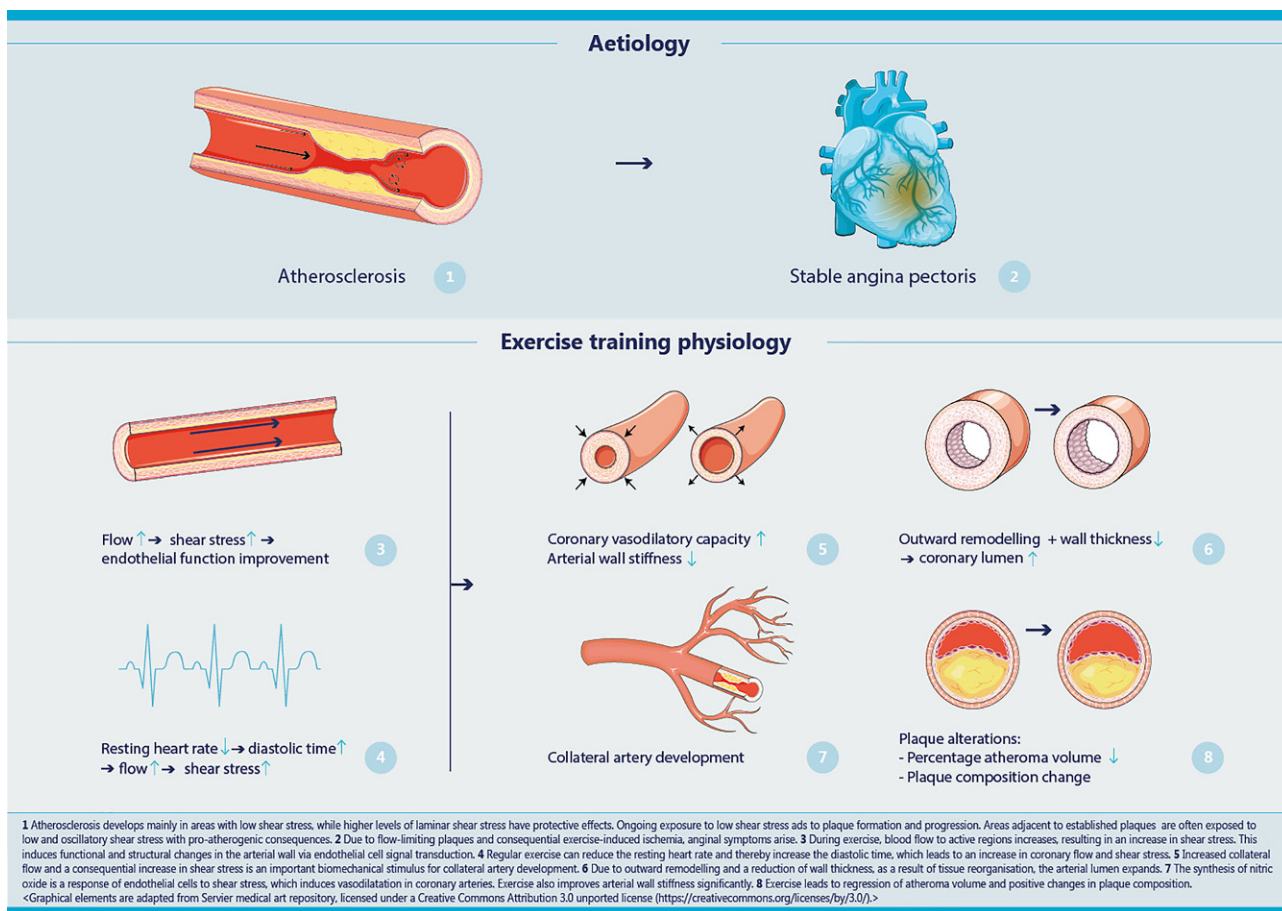 Aetiology
Atherosclerosis
1
Stable angina pectoris
2
Exercise training physiology
Flow ↑ → shear stress ↑ →
endothelial function improvement
3
Coronary vasodilatory capacity ↑
Arterial wall stiffness ↓
5
Outward remodelling + wall thickness ↓
→ coronary lumen ↑
6
Resting heart rate ↓ → diastolic time ↑
→ flow ↑ → shear stress ↑
4
Collateral artery development
7
Plaque alterations:
- Percentage atheroma volume ↓
- Plaque composition change
8
1 Atherosclerosis develops mainly in areas with low shear stress, while higher levels of laminar shear stress have protective effects. Ongoing exposure to low shear stress ads to plaque formation and progression. Areas adjacent to established plaques are often exposed to
low and oscillatory shear stress with pro-atherogenic consequences. 2 Due to flow-limiting plaques and consequential exercise-induced ischemia, anginal symptoms arise. 3 During exercise, blood flow to active regions increases, resulting in an increase in shear stress. This
induces functional and structural changes in the arterial wall via endothelial cell signal transduction. 4 Regular exercise can reduce the resting heart rate and thereby increase the diastolic time, which leads to an increase in coronary flow and shear stress. 5 Increased collateral
flow and a consequential increase in shear stress is an important biomechanical stimulus for collateral artery development. 6 Due to outward remodelling and a reduction of wall thickness, as a result of tissue reorganisation, the arterial lumen expands. 7 The synthesis of nitric
oxide is a response of endothelial cells to shear stress, which induces vasodilatation in coronary arteries. Exercise also improves arterial wall stiffness significantly. 8 Exercise leads to regression of atheroma volume and positive changes in plaque composition.
<Graphical elements are adapted from Servier medical art repository, licensed under a Creative Commons Attribution 3.0 unported license (https://creativecommons.org/licenses/by/3.0/).>